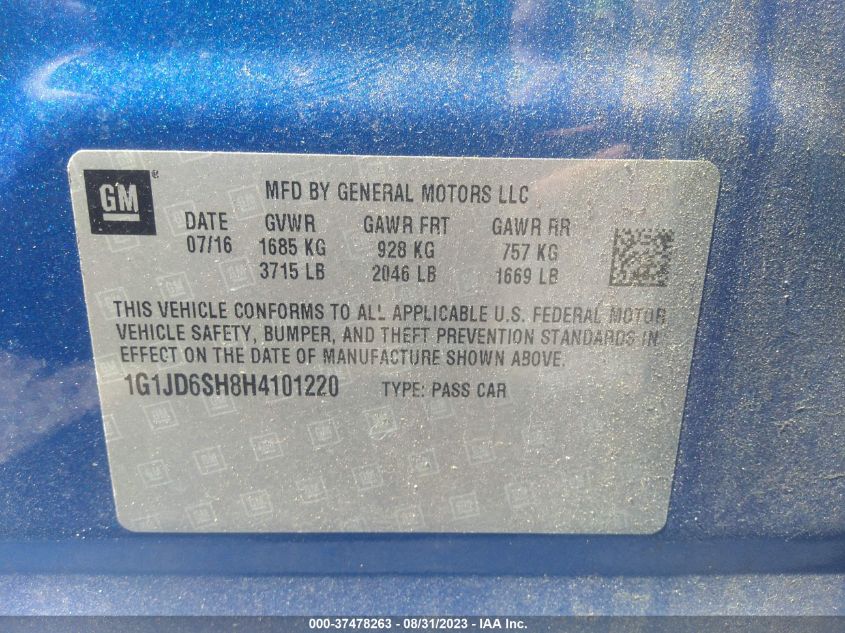 GM ®
MFD BY GENERAL MOTORS LLC
DATE GVWR GAWR FRT GAWR RR
07/16 1685 KG 928 KG 757 KG
3715 LB 2046 LB 1669 LB
THIS VEHICLE CONFORMS TO ALL APPLICABLE U.S. FEDERAL MOTOR
VEHICLE SAFETY, BUMPER, AND THEFT PREVENTION STANDARDS IN
EFFECT ON THE DATE OF MANUFACTURE SHOWN ABOVE.
1G1JD6SH8H4101220 TYPE: PASS CAR
000-37478263 - 08/31/2023 - IAA Inc.